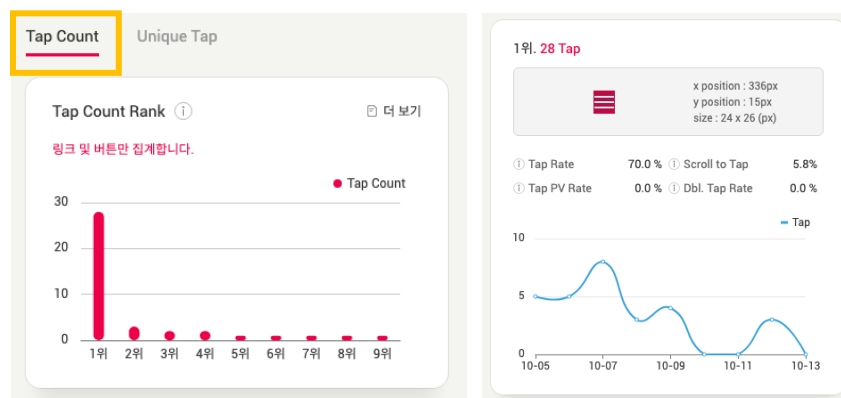 Tap Count
Unique Tap
Tap Count Rank
더 보기
링크 및 버튼만 집계합니다.
Tap Count
30
20
10
0
1위 2위 3위 4위 5위 6위 7위 8위 9위
1위. 28 Tap
x position : 336px
y position : 15px
size : 24 x 26 (px)
Tap Rate 70.0 % Scroll to Tap 5.8%
Tap PV Rate 0.0 % Dbl. Tap Rate 0.0 %
Tap
10
5
0
10-05 10-07 10-09 10-11 10-13